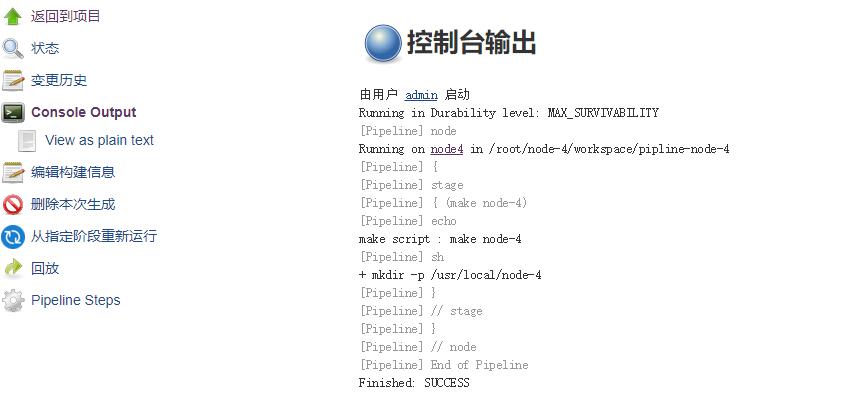 返回到项目
状态
变更历史
Console Output
View as plain text
编辑构建信息
删除本次生成
从指定阶段重新运行
回放
Pipeline Steps
控制台输出
由用户 admin 启动
Running in Durability level: MAX_SURVIVABILITY
[Pipeline] node
Running on node4 in /root/node-4/workspace/pipline-node-4
[Pipeline] {
[Pipeline] stage
[Pipeline] { (make node-4)
[Pipeline] echo
make script : make node-4
[Pipeline] sh
+ mkdir -p /usr/local/node-4
[Pipeline] }
[Pipeline] // stage
[Pipeline] }
[Pipeline] // node
[Pipeline] End of Pipeline
Finished: SUCCESS